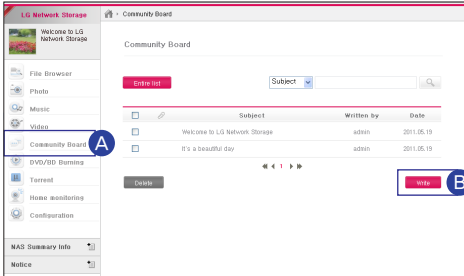 LG Network Storage
Community Board
Welcome to LG
Network Storage
Community Board
File Browser
Photo
Music
Video
Community Board
DVD/BD Burning
Torrent
Home monitoring
Configuration
NAS Summary Info
Notice
Entire list
Subject
Subject Written by Date
Welcome to LG Network Storage admin 2011.05.19
It's a beautiful day admin 2011.05.19
1
Delete
Write
A
B